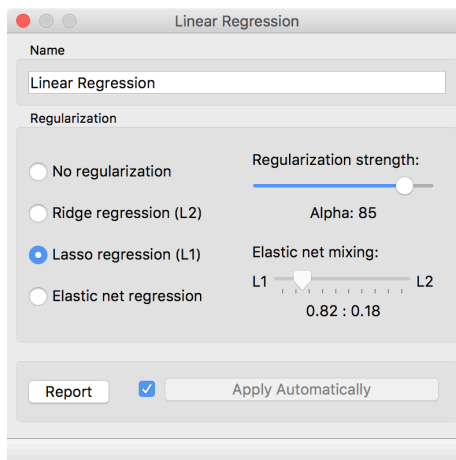 Linear Regression
Name
Linear Regression
Regularization
No regularization
Ridge regression (L2)
Lasso regression (L1)
Elastic net regression
Regularization strength:
Alpha: 85
Elastic net mixing:
L1 L2
0.82 : 0.18
Report
Apply Automatically